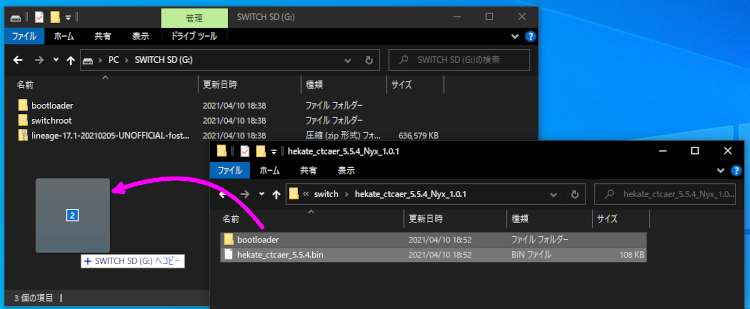 管理
SWITCH SD (G:)
ファイル ホーム 共有 表示 ドライブ ツール
PC SWITCH SD (G:)
SWITCH SD (G:)の検索
名前 更新日時 種類 サイズ
bootloader 2021/04/10 18:38 ファイル フォルダー
switchroot 2021/04/10 18:38 ファイル フォルダー
lineage-17.1-20210205-UNOFFICIAL-fost... 2021/04/10 18:38 圧縮 (zip 形式) フォ... 636,579 KB
2
SWITCH SD (G:) へコピー
3 個の項目
hekate_ctcaer_5.5.4_Nyx_1.0.1
ファイル ホーム 共有 表示
« switch hekate_ctcaer_5.5.4_Nyx_1.0.1
hekate_ctcaer_5.5.4_Nyx_1.0...
名前 更新日時 種類 サイズ
bootloader 2021/04/10 18:52 ファイル フォルダー
hekate_ctcaer_5.5.4.bin 2021/04/10 18:52 BIN ファイル 108 KB